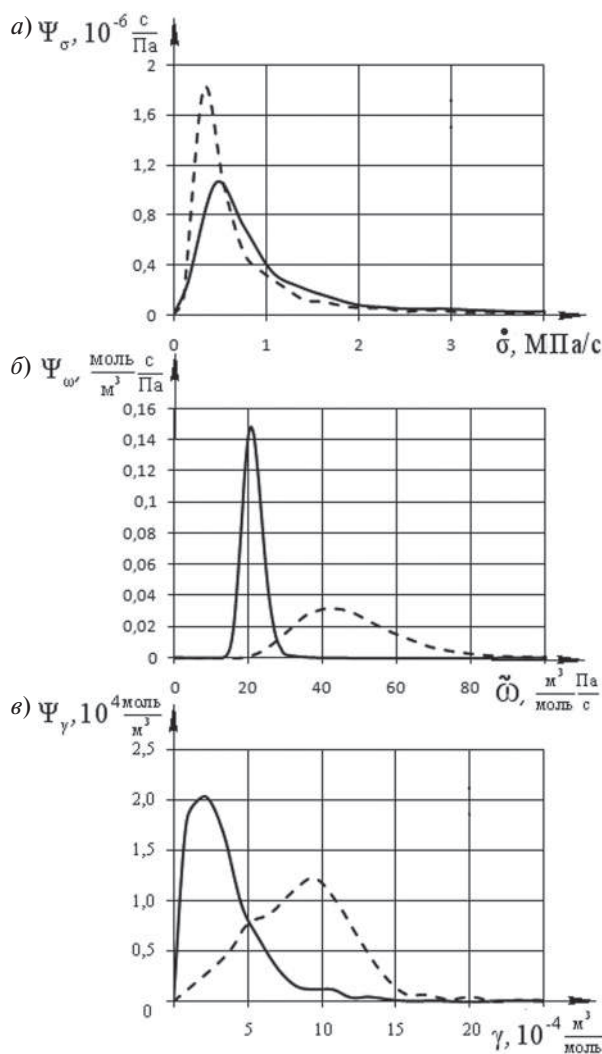 а) Ψσ, 10⁻⁶ с/Па
2
1,6
1,2
0,8
0,4
0
0 1 2 3
σ̇, МПа/с
б) Ψω, моль/м³ с/Па
0,16
0,14
0,12
0,1
0,08
0,06
0,04
0,02
0
0 20 40 60 80
ω̃, м³/моль Па/с
в) Ψγ, 10⁴ моль/м³
2,5
2,0
1,5
1,0
0,5
0
5 10 15 20
γ, 10⁻⁴ м³/моль